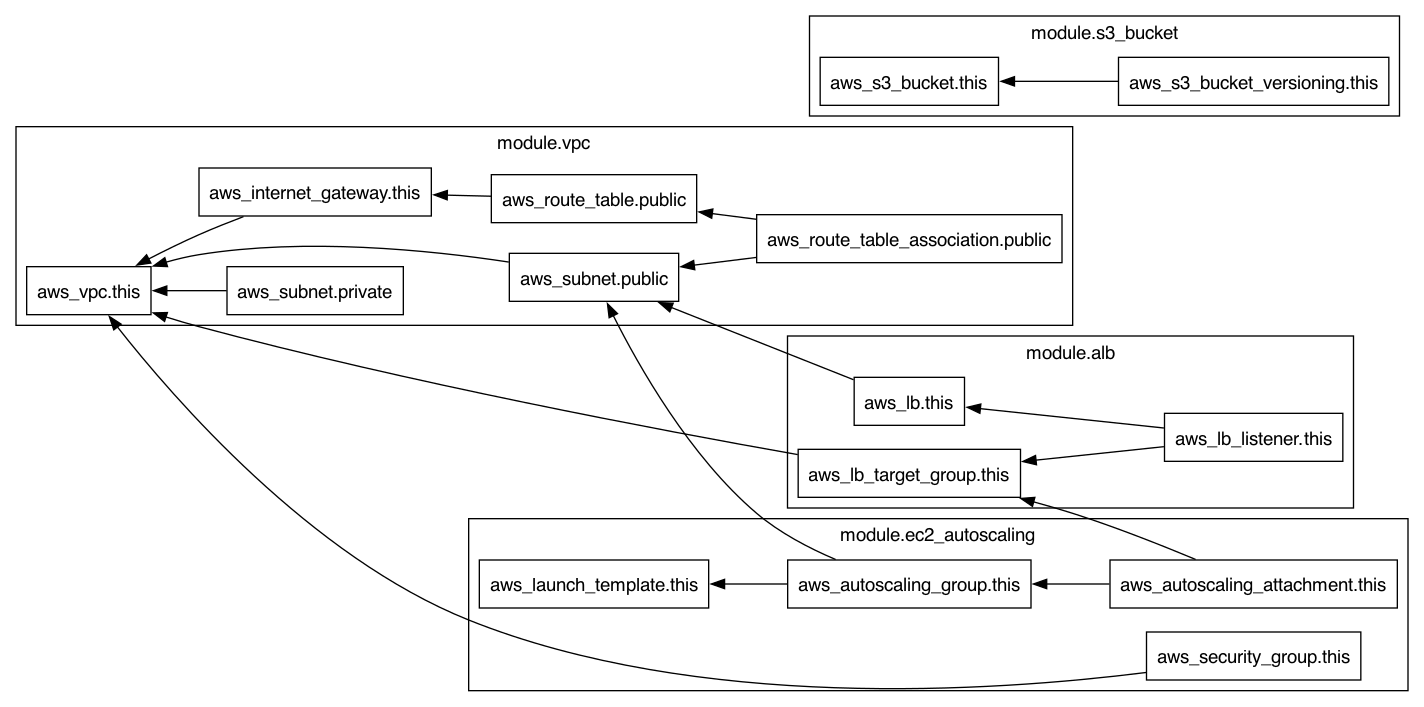 module.s3_bucket
aws_s3_bucket.this
aws_s3_bucket_versioning.this
module.vpc
aws_internet_gateway.this
aws_route_table.public
aws_route_table_association.public
aws_vpc.this
aws_subnet.private
aws_subnet.public
module.alb
aws_lb.this
aws_lb_listener.this
aws_lb_target_group.this
module.ec2_autoscaling
aws_launch_template.this
aws_autoscaling_group.this
aws_autoscaling_attachment.this
aws_security_group.this